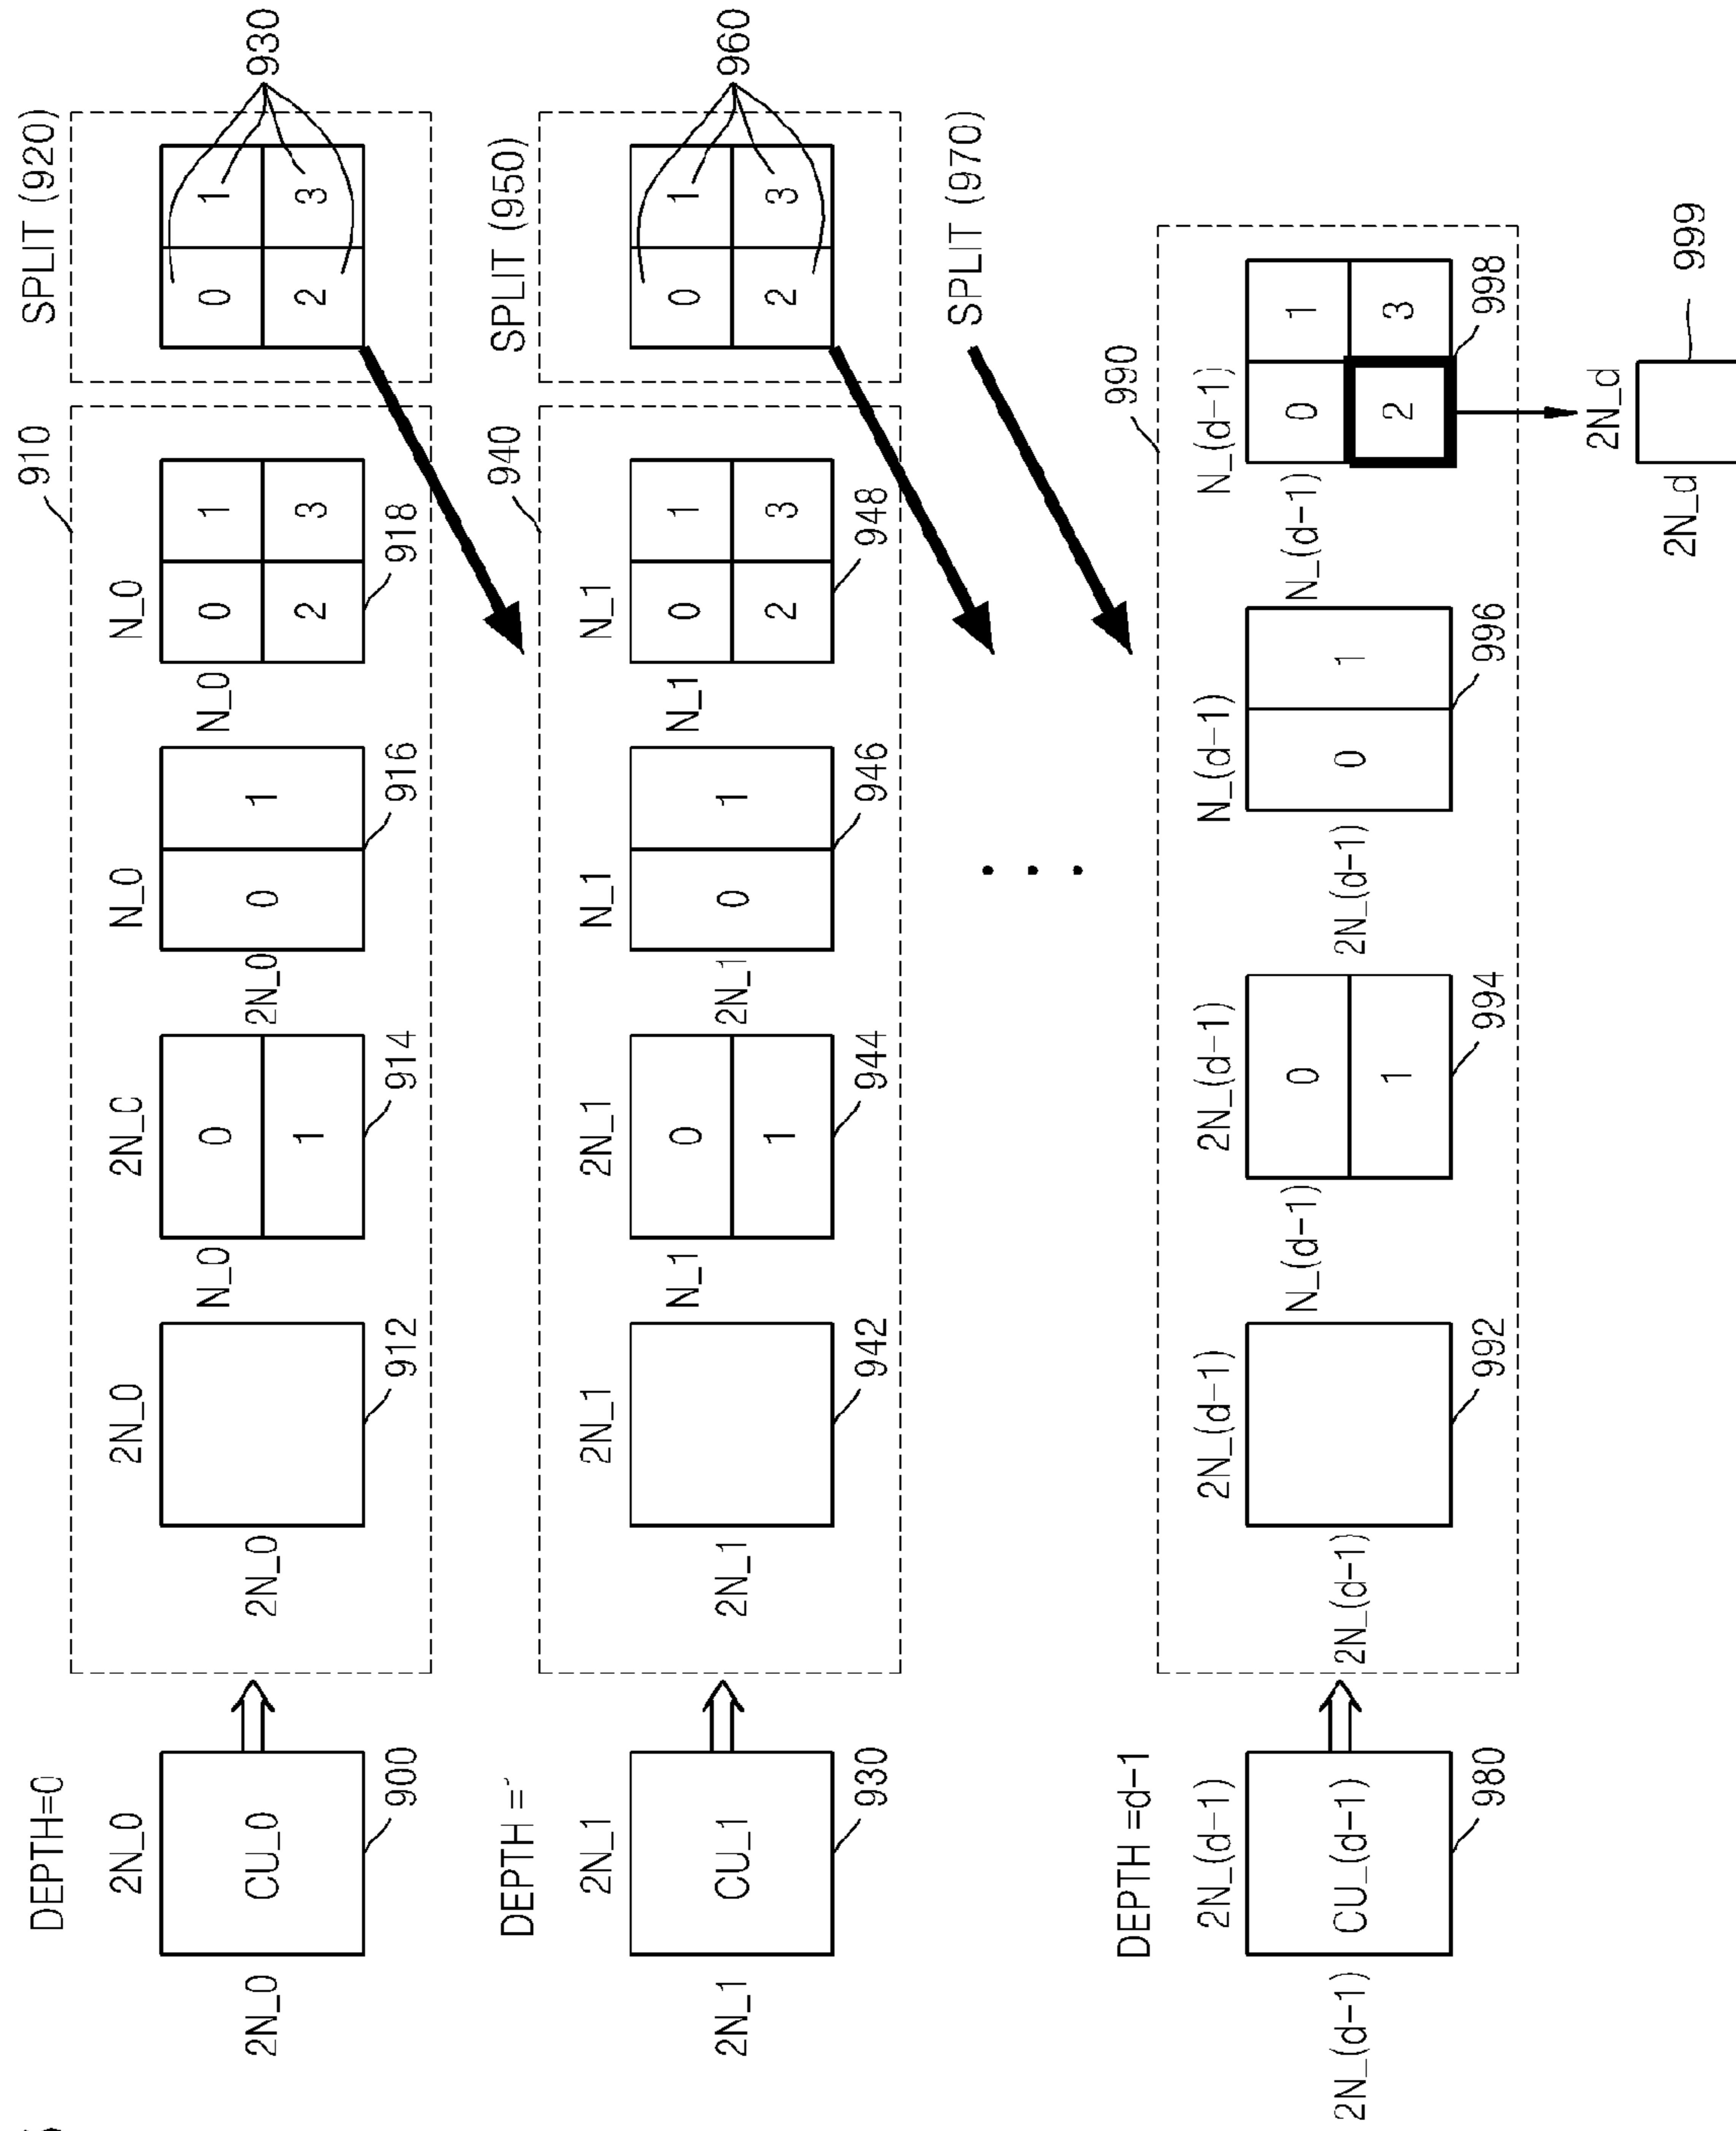 DEPTH=0
SPLIT (920)
910
2N_0
2N_0
2N_C
N_0
N_0
2N_0
CU_0
2N_0
N_0
0
1
2N_0
0
1
N_0
0
1
2
3
0
1
2
3
930
900
912
914
916
918
DEPTH =
SPLIT (950)
940
2N_1
2N_1
2N_1
N_1
N_1
2N_1
CU_1
2N_1
N_1
0
1
2N_1
0
1
N_1
0
1
2
3
0
1
2
3
960
930
942
944
946
948
SPLIT (970)
DEPTH =d-1
990
2N_(d-1)
2N_(d-1)
2N_(d-1)
N_(d-1)
N_(d-1)
2N_(d-1)
CU_(d-1)
2N_(d-1)
N_(d-1)
0
1
2N_(d-1)
0
1
N_(d-1)
0
1
2
3
980
992
994
996
998
2N_d
2N_d
999